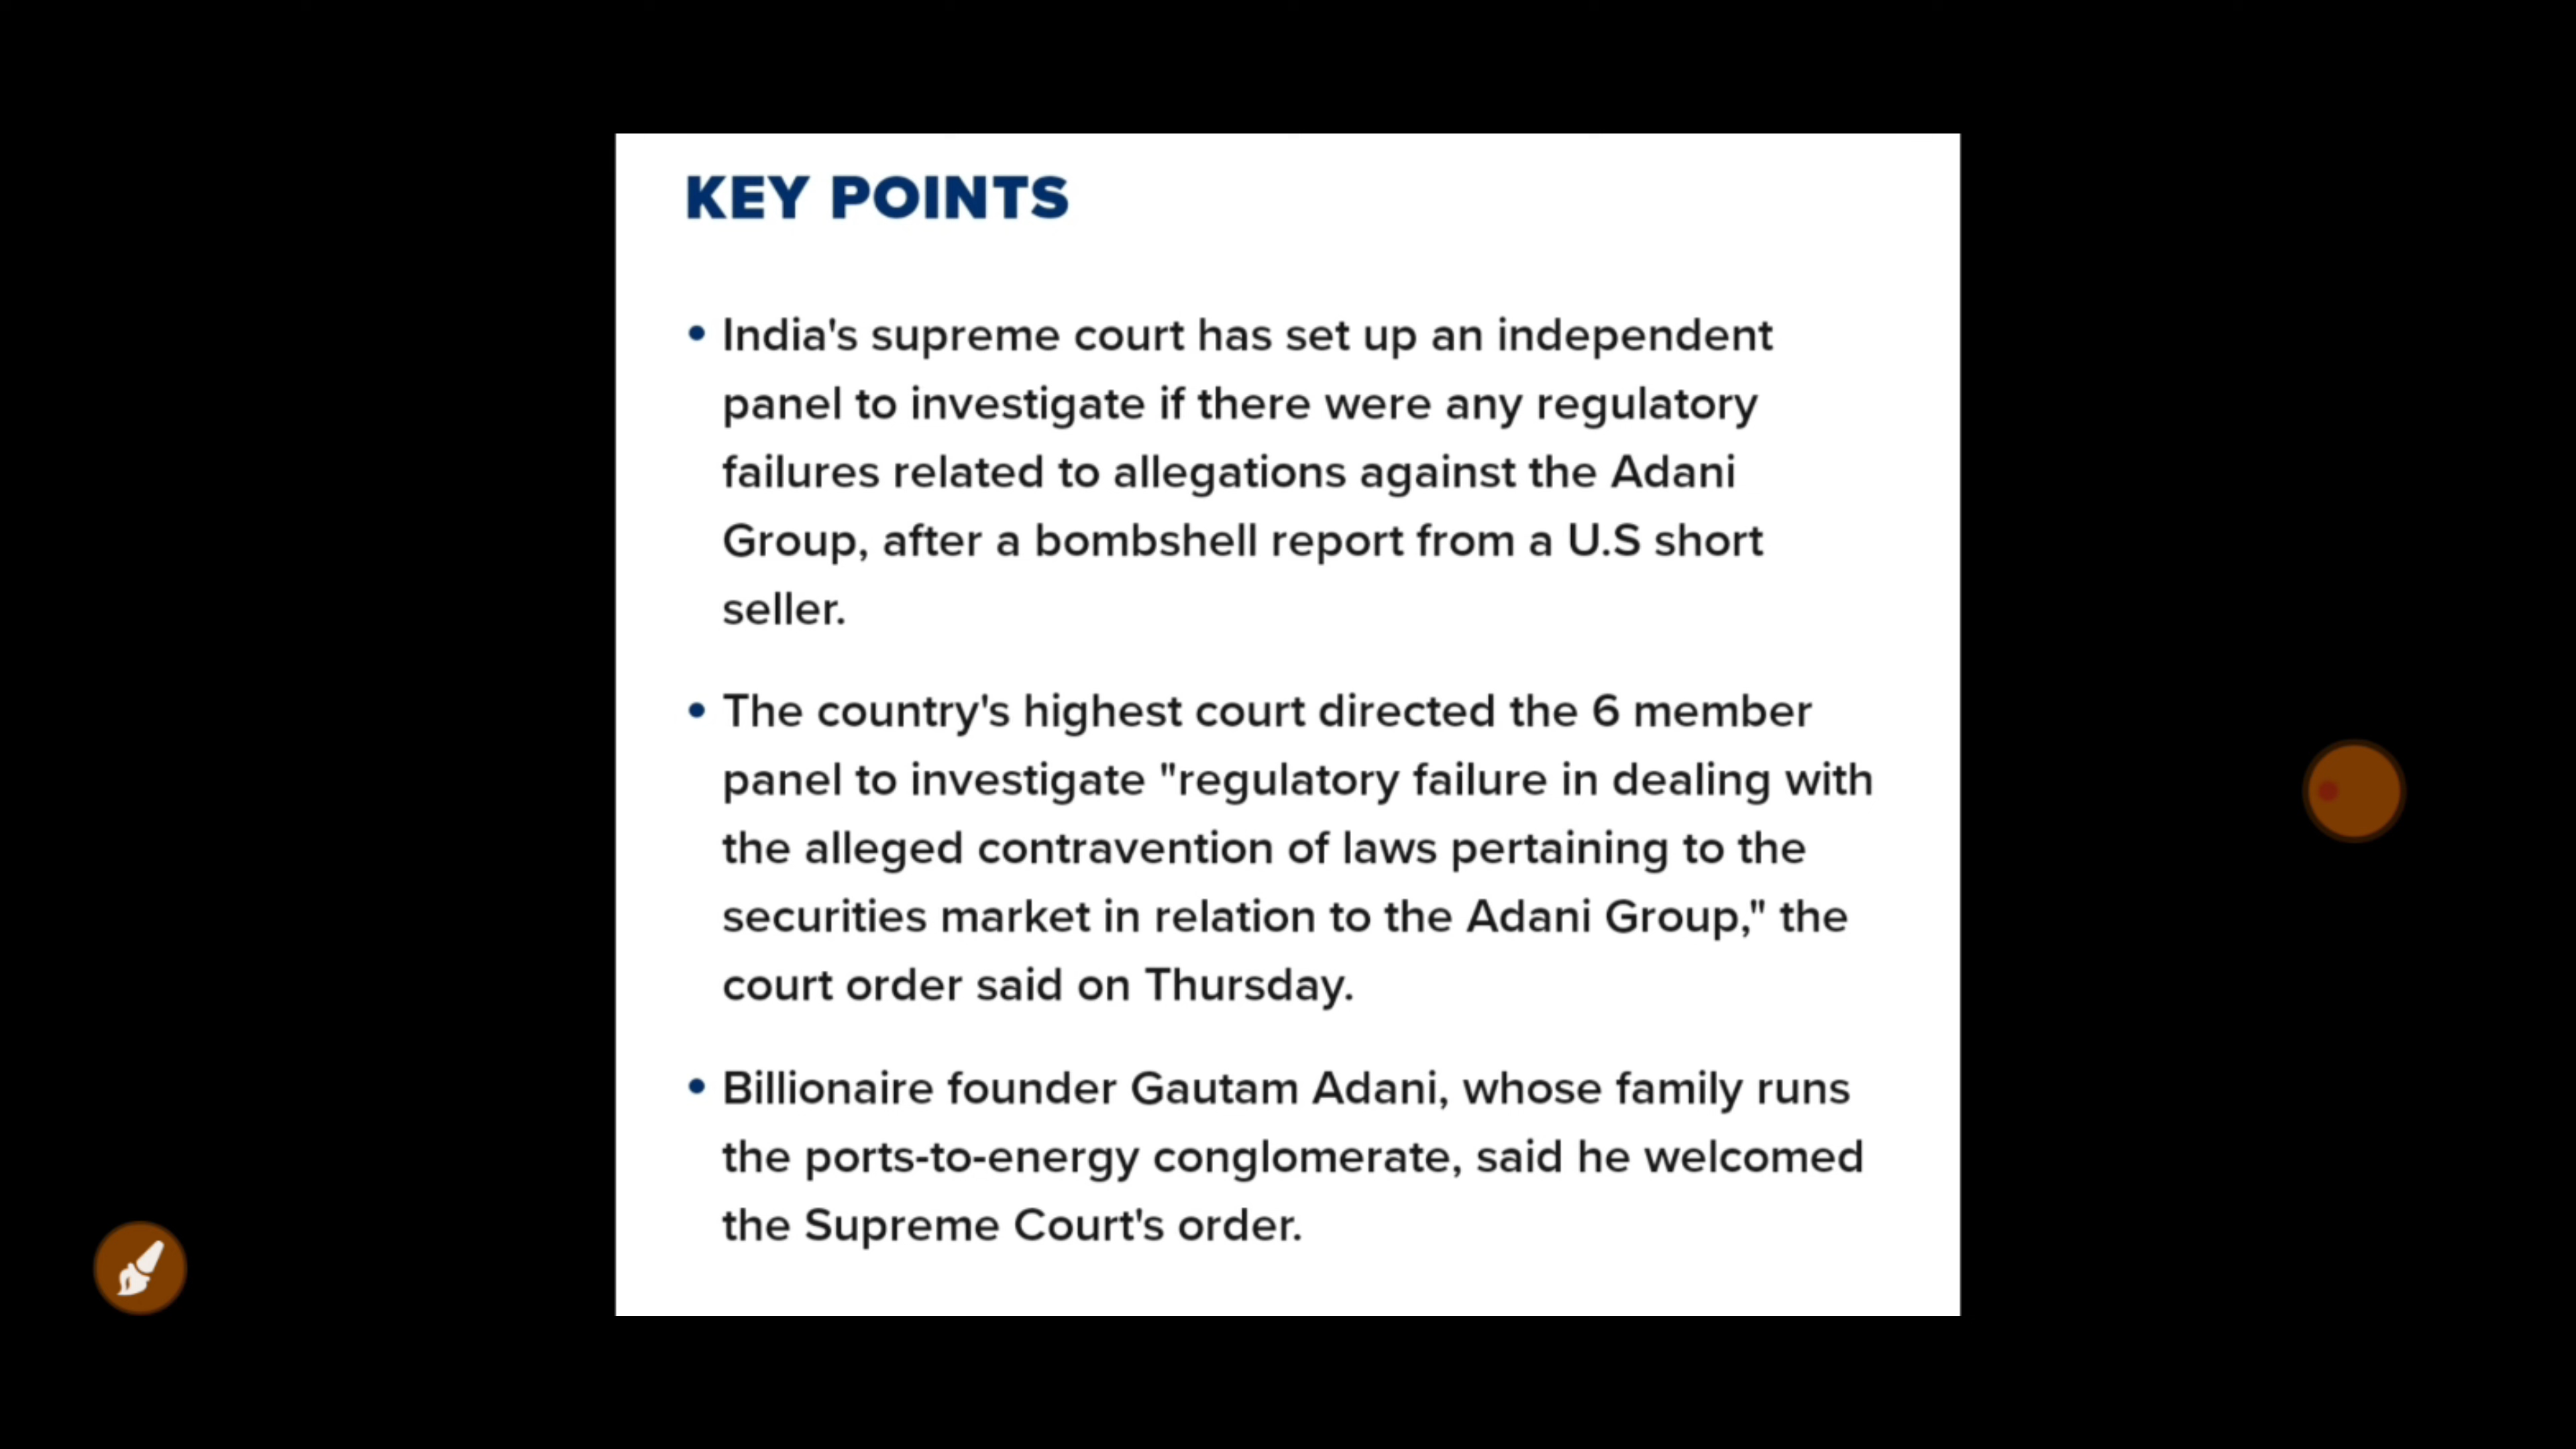 KEY POINTS
• India's supreme court has set up an independent
panel to investigate if there were any regulatory
failures related to allegations against the Adani
Group, after a bombshell report from a U.S short
seller.
• The country's highest court directed the 6 member
panel to investigate "regulatory failure in dealing with
the alleged contravention of laws pertaining to the
securities market in relation to the Adani Group," the
court order said on Thursday.
• Billionaire founder Gautam Adani, whose family runs
the ports-to-energy conglomerate, said he welcomed
the Supreme Court's order.